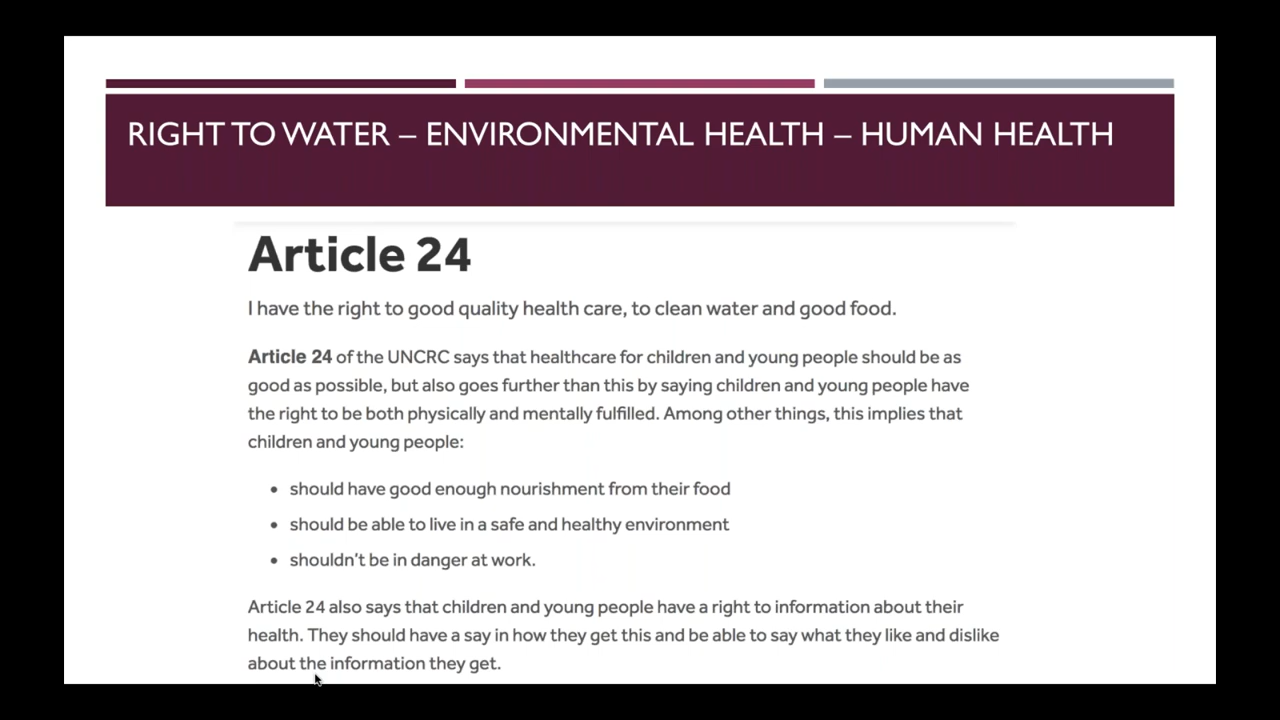 RIGHT TO WATER – ENVIRONMENTAL HEALTH – HUMAN HEALTH
Article 24
I have the right to good quality health care, to clean water and good food.
Article 24 of the UNCRC says that healthcare for children and young people should be as
good as possible, but also goes further than this by saying children and young people have
the right to be both physically and mentally fulfilled. Among other things, this implies that
children and young people:
• should have good enough nourishment from their food
• should be able to live in a safe and healthy environment
• shouldn't be in danger at work.
Article 24 also says that children and young people have a right to information about their
health. They should have a say in how they get this and be able to say what they like and dislike
about the information they get.